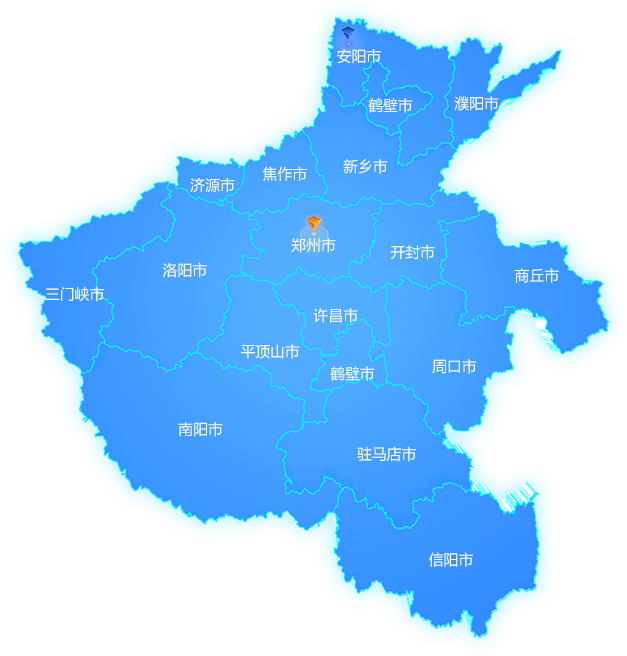 安阳市
鹤壁市
濮阳市
新乡市
焦作市
济源市
郑州市
开封市
洛阳市
商丘市
三门峡市
许昌市
平顶山市
周口市
鹤壁市
南阳市
驻马店市
信阳市